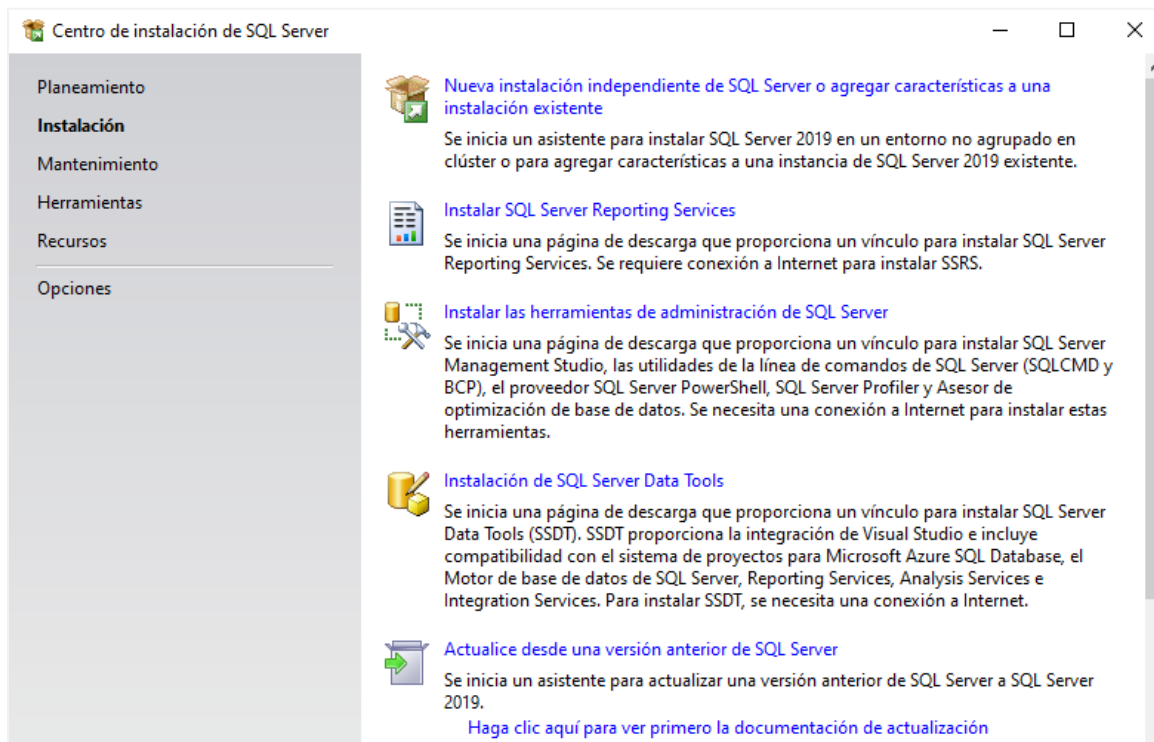 Centro de instalación de SQL Server
Planeamiento
Instalación
Mantenimiento
Herramientas
Recursos
Opciones
Nueva instalación independiente de SQL Server o agregar características a una
instalación existente
Se inicia un asistente para instalar SQL Server 2019 en un entorno no agrupado en
clúster o para agregar características a una instancia de SQL Server 2019 existente.
Instalar SQL Server Reporting Services
Se inicia una página de descarga que proporciona un vínculo para instalar SQL Server
Reporting Services. Se requiere conexión a Internet para instalar SSRS.
Instalar las herramientas de administración de SQL Server
Se inicia una página de descarga que proporciona un vínculo para instalar SQL Server
Management Studio, las utilidades de la línea de comandos de SQL Server (SQLCMD y
BCP), el proveedor SQL Server PowerShell, SQL Server Profiler y Asesor de
optimización de base de datos. Se necesita una conexión a Internet para instalar estas
herramientas.
Instalación de SQL Server Data Tools
Se inicia una página de descarga que proporciona un vínculo para instalar SQL Server
Data Tools (SSDT). SSDT proporciona la integración de Visual Studio e incluye
compatibilidad con el sistema de proyectos para Microsoft Azure SQL Database, el
Motor de base de datos de SQL Server, Reporting Services, Analysis Services e
Integration Services. Para instalar SSDT, se necesita una conexión a Internet.
Actualice desde una versión anterior de SQL Server
Se inicia un asistente para actualizar una versión anterior de SQL Server a SQL Server
2019.
Haga clic aquí para ver primero la documentación de actualización